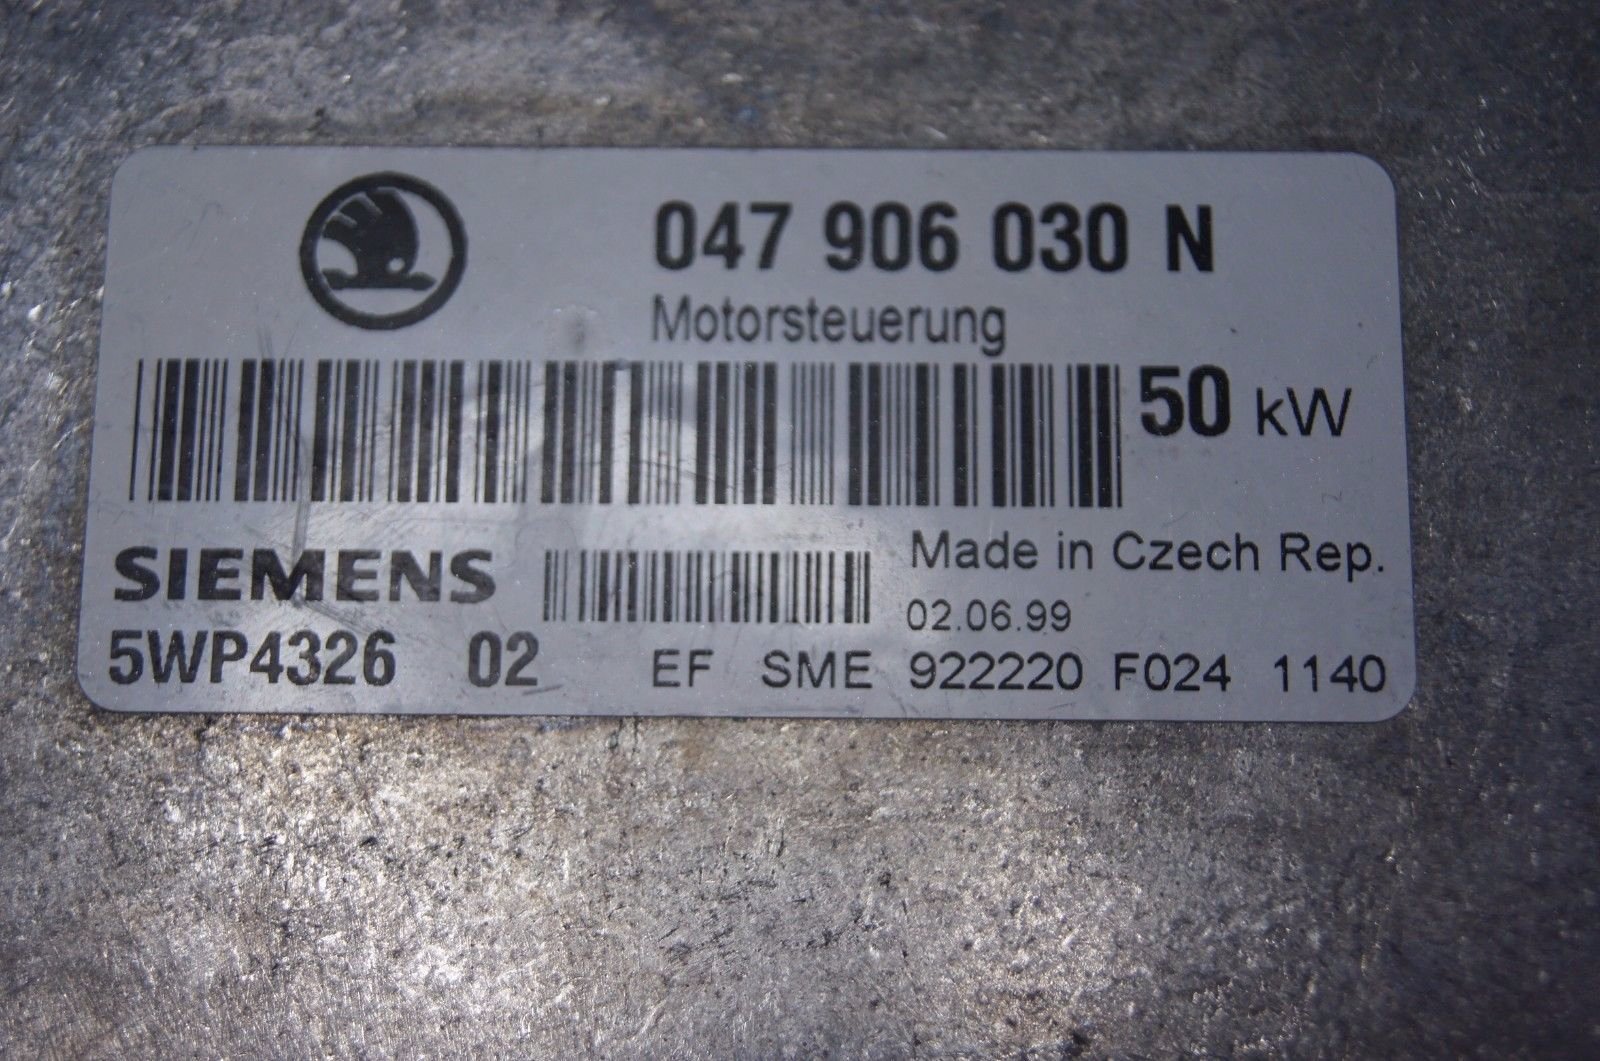 047 906 030 N
Motorsteuerung
50 kW
SIEMENS
Made in Czech Rep.
02.06.99
5WP4326 02 EF SME 922220 F024 1140